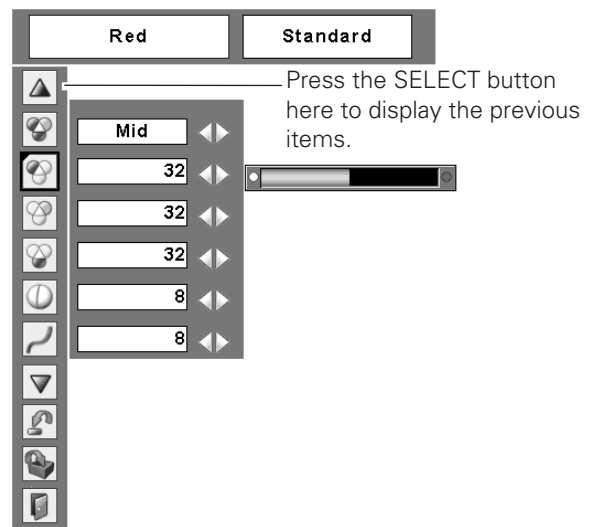 Red Standard
Press the SELECT button
here to display the previous
items.
Mid
32
32
32
8
8